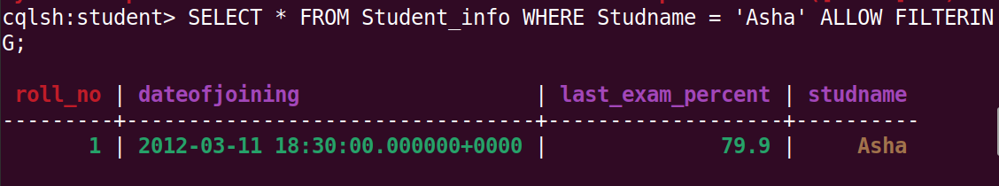 cqlsh:student> SELECT * FROM Student_info WHERE Studname = 'Asha' ALLOW FILTERIN
G;
 roll_no | dateofjoining                   | last_exam_percent | studname
---------+---------------------------------+-------------------+----------
       1 | 2012-03-11 18:30:00.000000+0000 |              79.9 |     Asha